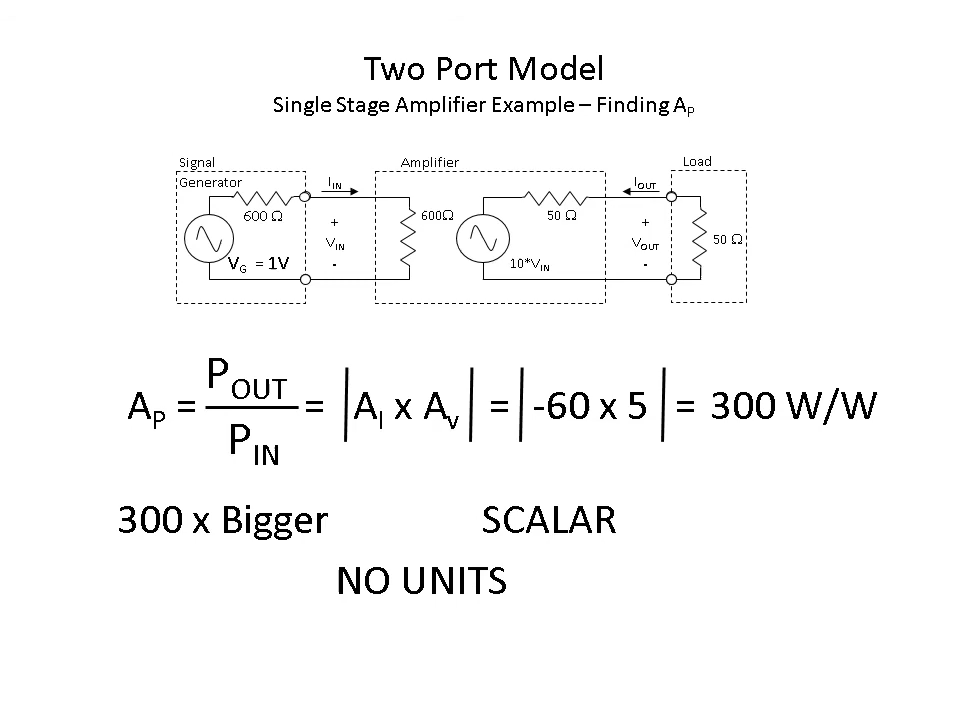 Two Port Model
Single Stage Amplifier Example – Finding AP
Signal Generator
Amplifier
Load
IIN
IOUT
600 Ω
600Ω
50 Ω
+
VIN
-
+
VOUT
-
50 Ω
VG = 1V
10*VIN
AP = POUT / PIN = |AI x Av| = |-60 x 5| = 300 W/W
300 x Bigger
SCALAR
NO UNITS